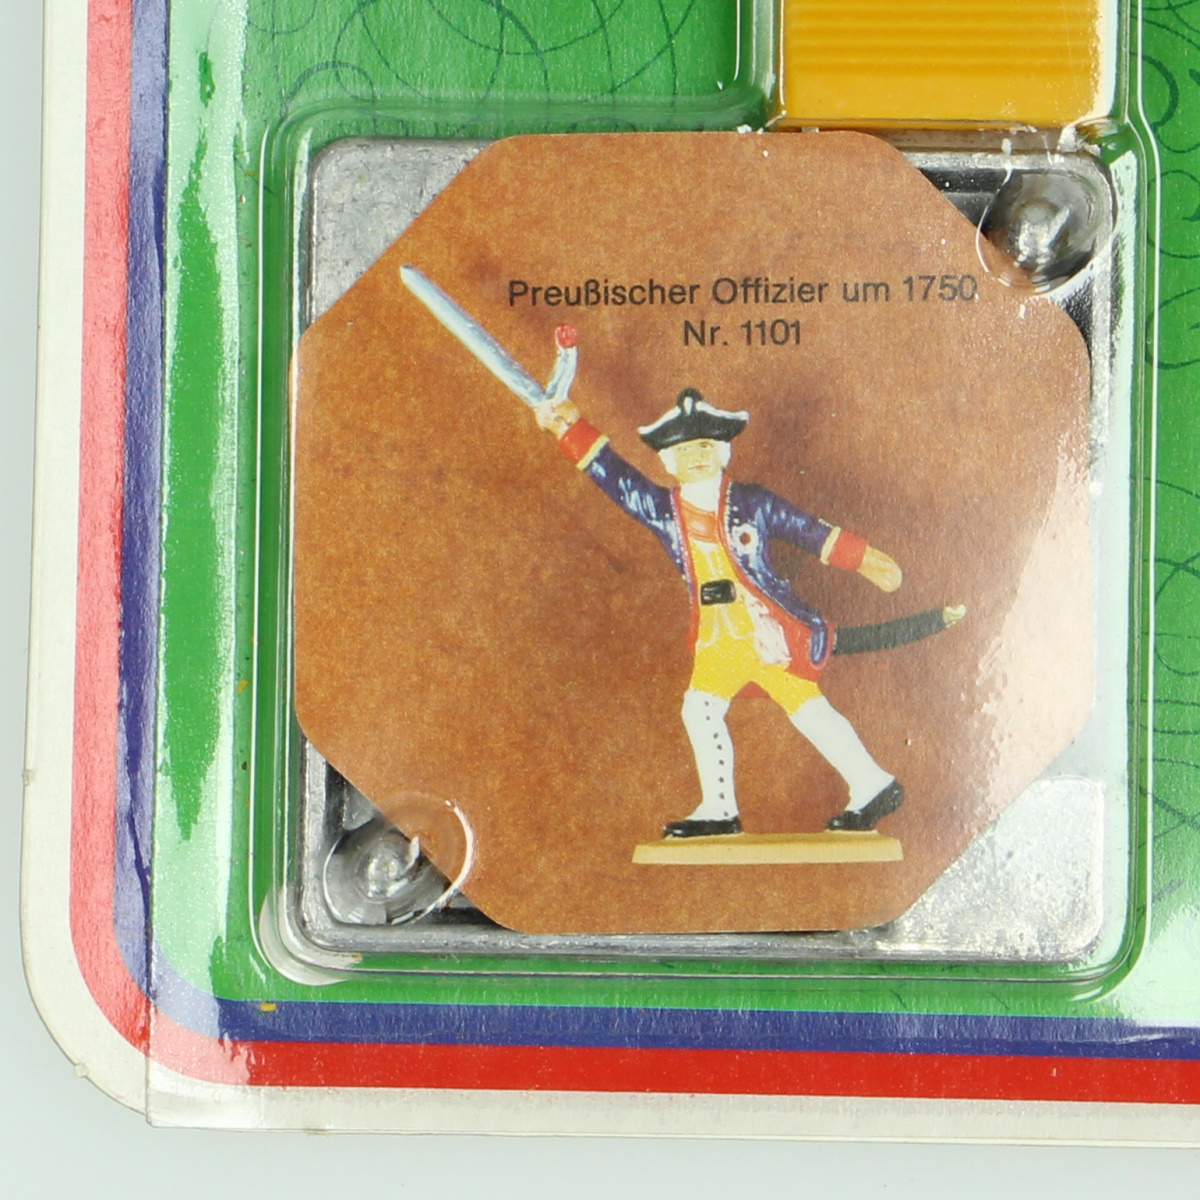 Preußischer Offizier um 1750
Nr. 1101